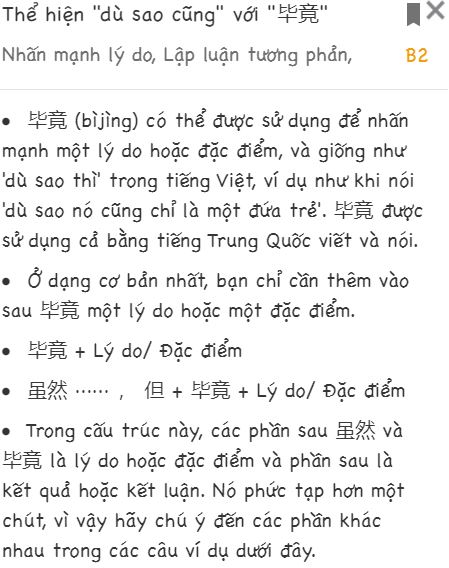 Thể hiện "dù sao cũng" với "毕竟"
Nhấn mạnh lý do, Lập luận tương phản,
B2
• 毕竟 (bìjìng) có thể được sử dụng để nhấn
mạnh một lý do hoặc đặc điểm, và giống như
'dù sao thì' trong tiếng Việt, ví dụ như khi nói
'dù sao nó cũng chỉ là một đứa trẻ'. 毕竟 được
sử dụng cả bằng tiếng Trung Quốc viết và nói.
• Ở dạng cơ bản nhất, bạn chỉ cần thêm vào
sau 毕竟 một lý do hoặc một đặc điểm.
• 毕竟 + Lý do/ Đặc điểm
• 虽然 ⋯⋯ ， 但 + 毕竟 + Lý do/ Đặc điểm
• Trong cấu trúc này, các phần sau 虽然 và
毕竟 là lý do hoặc đặc điểm và phần sau là
kết quả hoặc kết luận. Nó phức tạp hơn một
chút, vì vậy hãy chú ý đến các phần khác
nhau trong các câu ví dụ dưới đây.